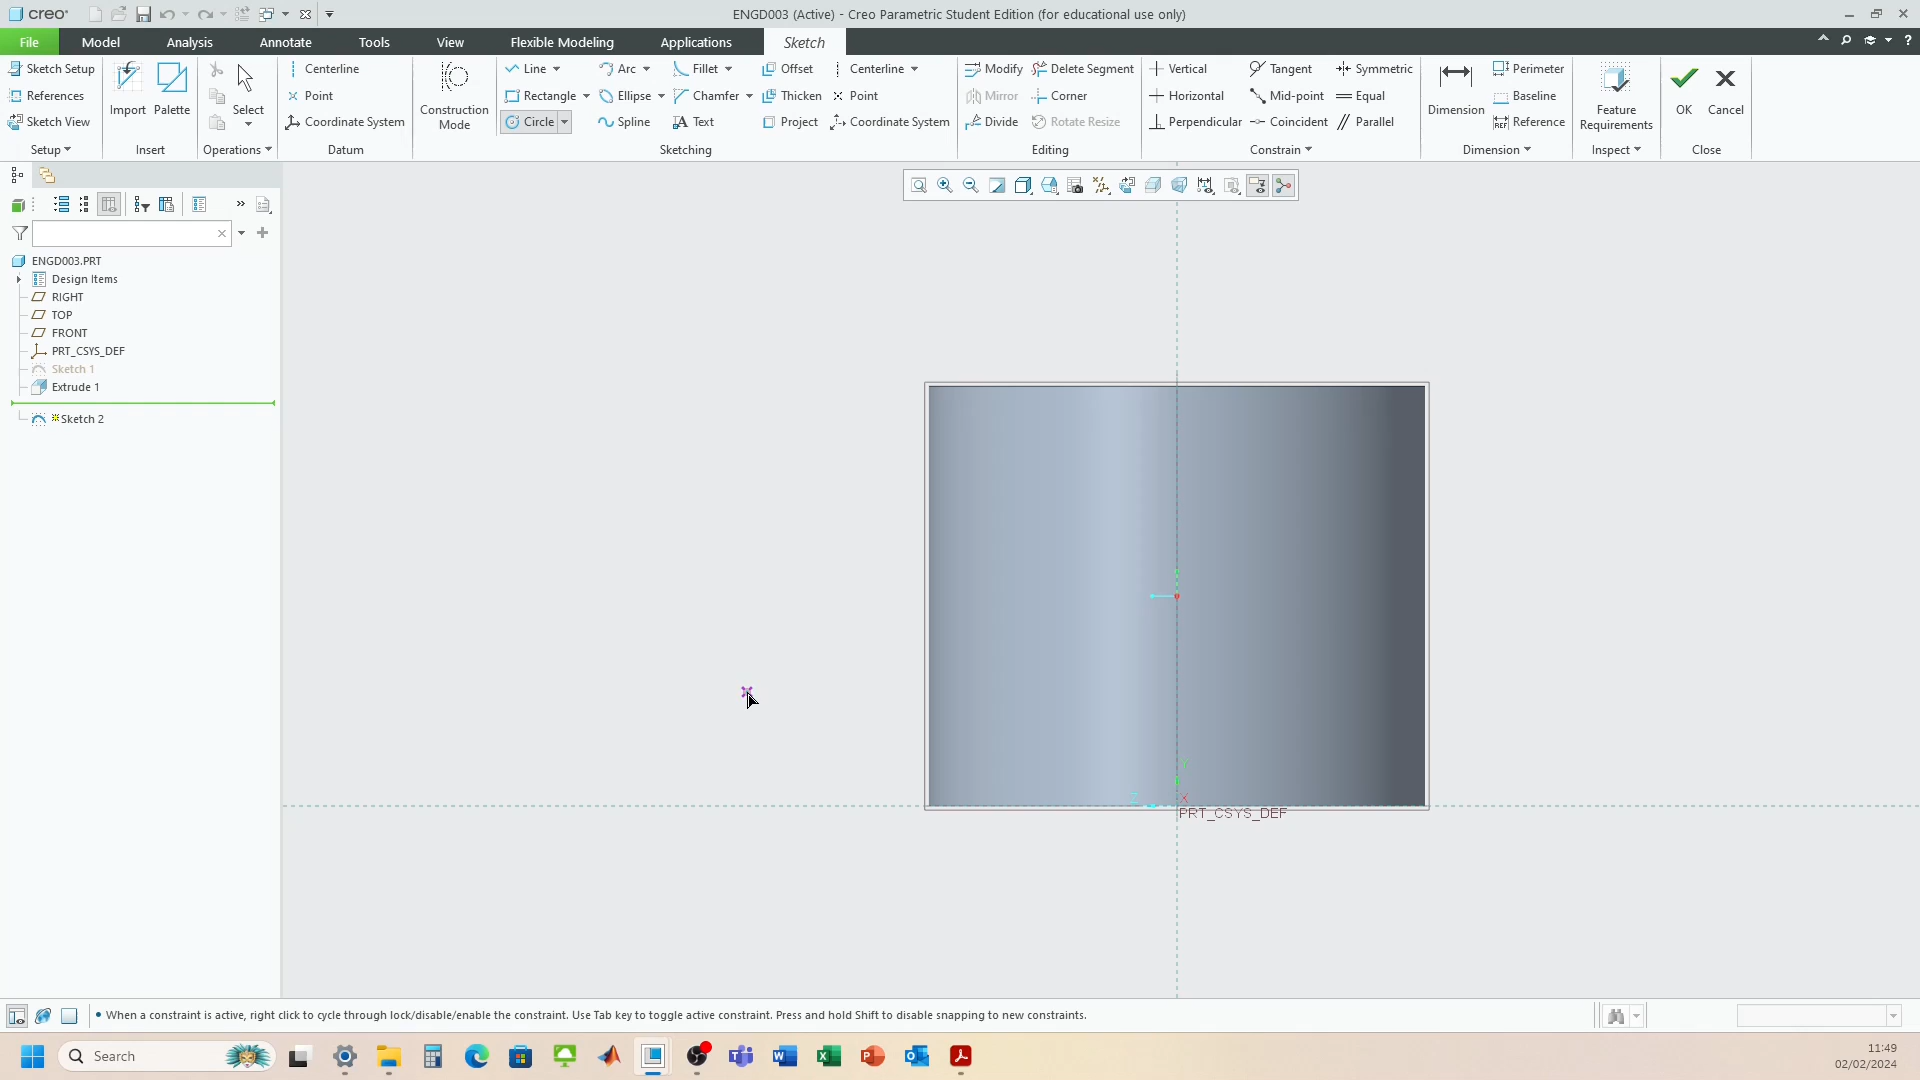 creo
ENGD003 (Active) - Creo Parametric Student Edition (for educational use only)
File Model Analysis Annotate Tools View Flexible Modeling Applications Sketch
Sketch Setup
References
Sketch View
Setup
Import
Palette
Insert
Select
Operations
Centerline
Point
Coordinate System
Datum
Construction
Mode
Line
Rectangle
Circle
Arc
Ellipse
Spline
Fillet
Chamfer
Text
Offset
Thicken
Project
Centerline
Point
Coordinate System
Sketching
Modify
Mirror
Divide
Delete Segment
Corner
Rotate Resize
Editing
Vertical
Horizontal
Perpendicular
Tangent
Mid-point
Coincident
Symmetric
Equal
Parallel
Constrain
Dimension
Perimeter
Baseline
Reference
Dimension
Feature
Requirements
Inspect
OK
Cancel
Close
ENGD003.PRT
Design Items
RIGHT
TOP
FRONT
PRT_CSYS_DEF
Sketch 1
Extrude 1
Sketch 2
Y
Z
X
PRT_CSYS_DEF
• When a constraint is active, right click to cycle through lock/disable/enable the constraint. Use Tab key to toggle active constraint. Press and hold Shift to disable snapping to new constraints.
Search
11:49
02/02/2024